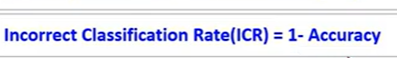 Incorrect Classification Rate(ICR) = 1- Accuracy